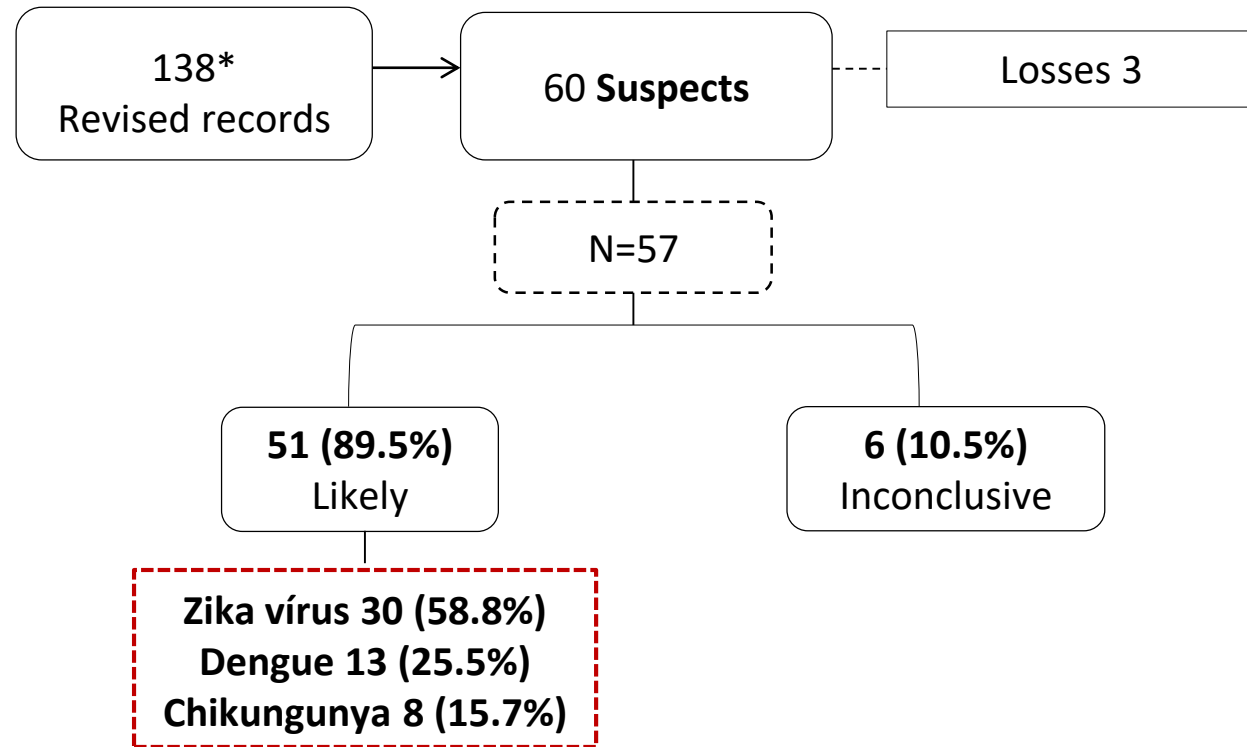 138*
Revised records
60 Suspects
Losses 3
N=57
51 (89.5%)
Likely
6 (10.5%)
Inconclusive
Zika vírus 30 (58.8%)
Dengue 13 (25.5%)
Chikungunya 8 (15.7%)